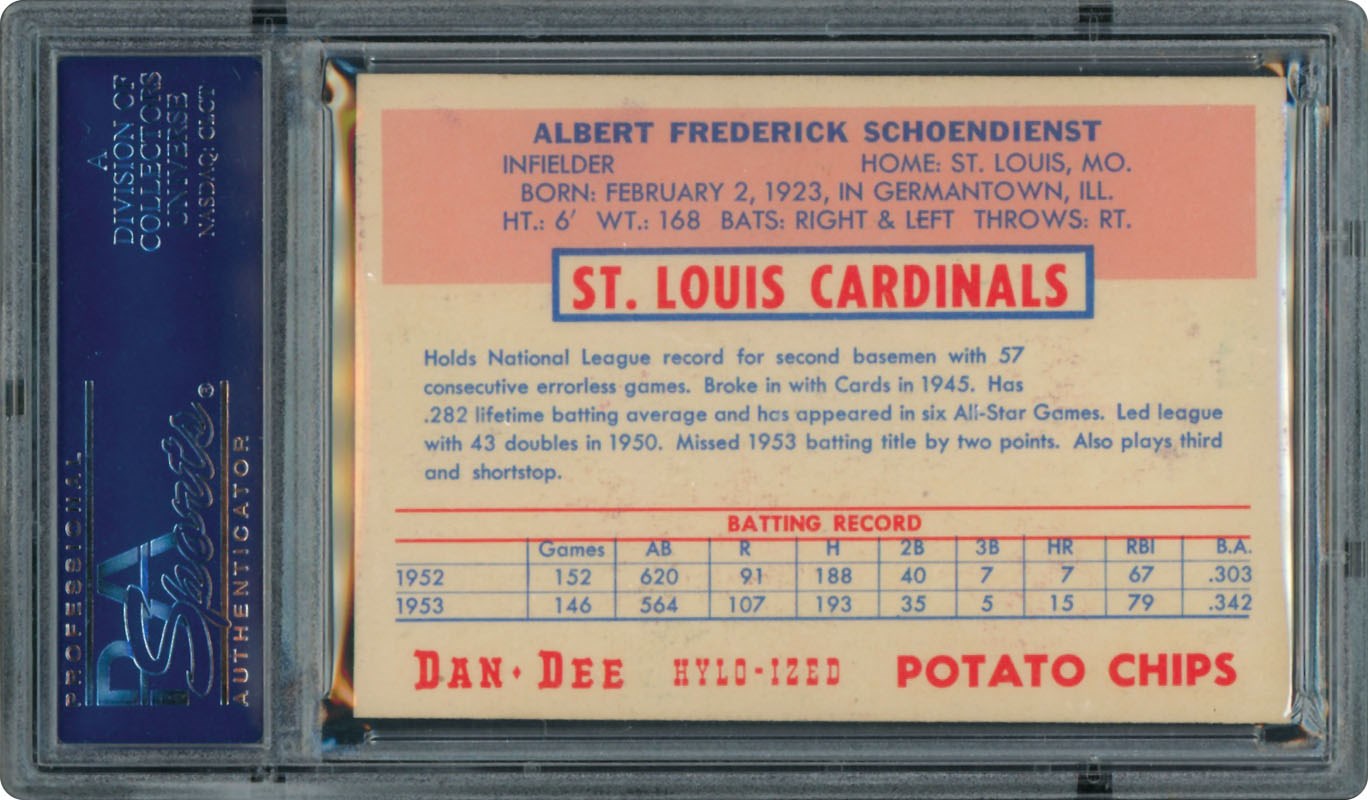 A
DIVISION OF
COLLECTORS
UNIVERSE
NASDAQ: CLCT
PROFESSIONAL
PSA
Sports®
AUTHENTICATOR
ALBERT FREDERICK SCHOENDIENST
INFIELDER HOME: ST. LOUIS, MO.
BORN: FEBRUARY 2, 1923, IN GERMANTOWN, ILL.
HT.: 6' WT.: 168 BATS: RIGHT & LEFT THROWS: RT.
ST. LOUIS CARDINALS
Holds National League record for second basemen with 57
consecutive errorless games. Broke in with Cards in 1945. Has
.282 lifetime batting average and has appeared in six All-Star Games. Led league
with 43 doubles in 1950. Missed 1953 batting title by two points. Also plays third
and shortstop.
BATTING RECORD
Games AB R H 2B 3B HR RBI B.A.
1952 152 620 91 188 40 7 7 67 .303
1953 146 564 107 193 35 5 15 79 .342
DAN·DEE HYLO-IZED POTATO CHIPS